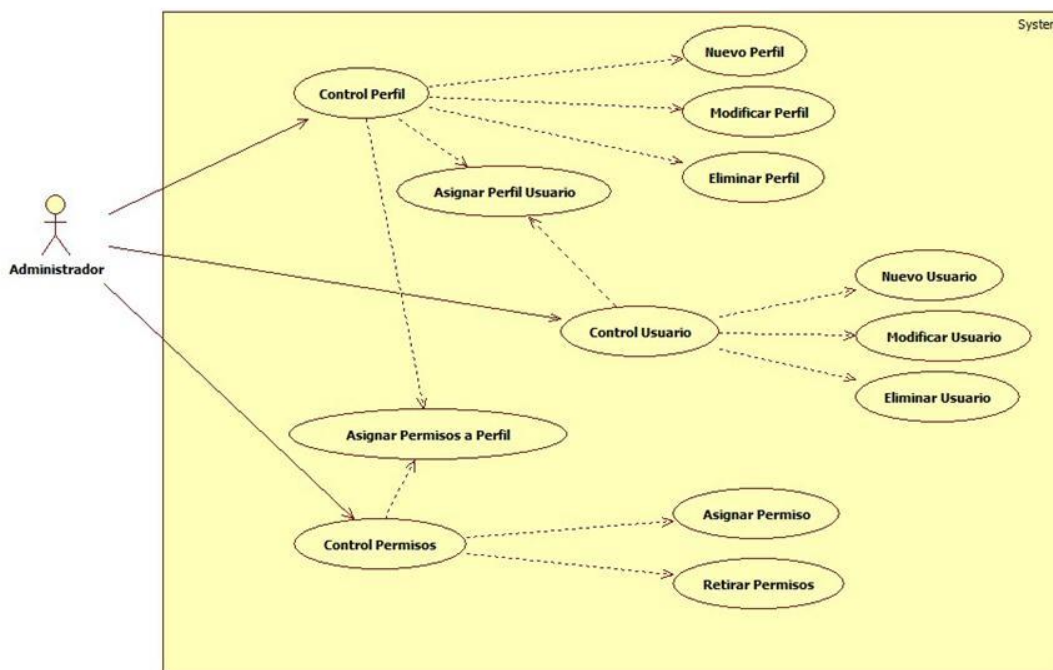 System
Nuevo Perfil
Control Perfil
Modificar Perfil
Eliminar Perfil
Asignar Perfil Usuario
Administrador
Nuevo Usuario
Control Usuario
Modificar Usuario
Eliminar Usuario
Asignar Permisos a Perfil
Asignar Permiso
Control Permisos
Retirar Permisos